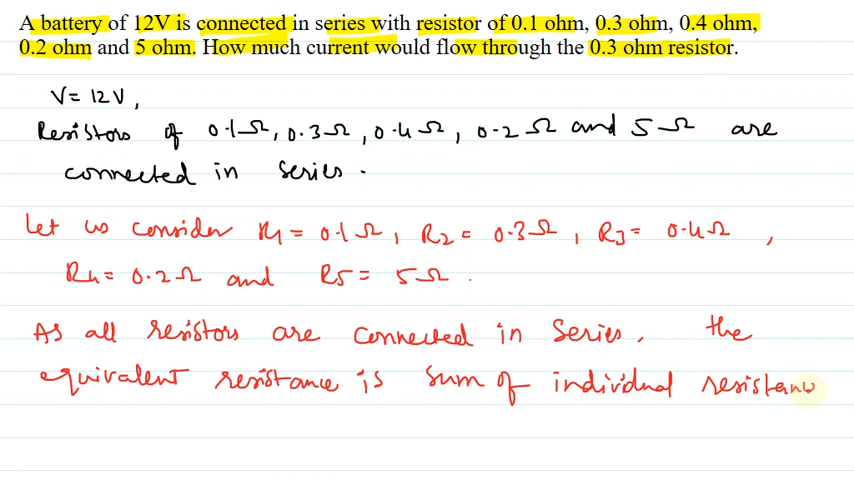 A battery of 12V is connected in series with resistor of 0.1 ohm, 0.3 ohm, 0.4 ohm,
0.2 ohm and 5 ohm. How much current would flow through the 0.3 ohm resistor.
V = 12V,
Resistors of 0.1Ω, 0.3Ω, 0.4Ω, 0.2Ω and 5Ω are
connected in series.
Let us consider R1 = 0.1Ω, R2 = 0.3Ω, R3 = 0.4Ω,
R4 = 0.2Ω and R5 = 5Ω.
As all resistors are connected in series, the
equivalent resistance is sum of individual resistanc